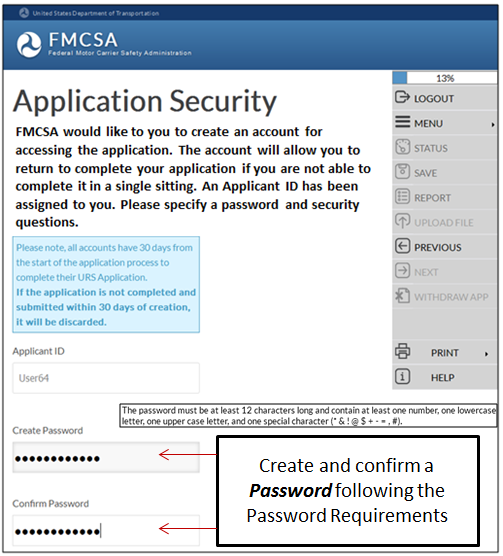 United States Department of Transportation
FMCSA
Federal Motor Carrier Safety Administration
13%
LOGOUT
MENU
STATUS
SAVE
REPORT
UPLOAD FILE
PREVIOUS
NEXT
WITHDRAW APP
PRINT
HELP
Application Security
FMCSA would like to you to create an account for
accessing the application. The account will allow you to
return to complete your application if you are not able to
complete it in a single sitting. An Applicant ID has been
assigned to you. Please specify a password and security
questions.
Please note, all accounts have 30 days from
the start of the application process to
complete their URS Application.
If the application is not completed and
submitted within 30 days of creation,
it will be discarded.
Applicant ID
User64
The password must be at least 12 characters long and contain at least one number, one lowercase
letter, one upper case letter, and one special character (* & ! @ $ + - = , #).
Create Password
●●●●●●●●●●●●
Confirm Password
●●●●●●●●●●●●
Create and confirm a
Password following the
Password Requirements